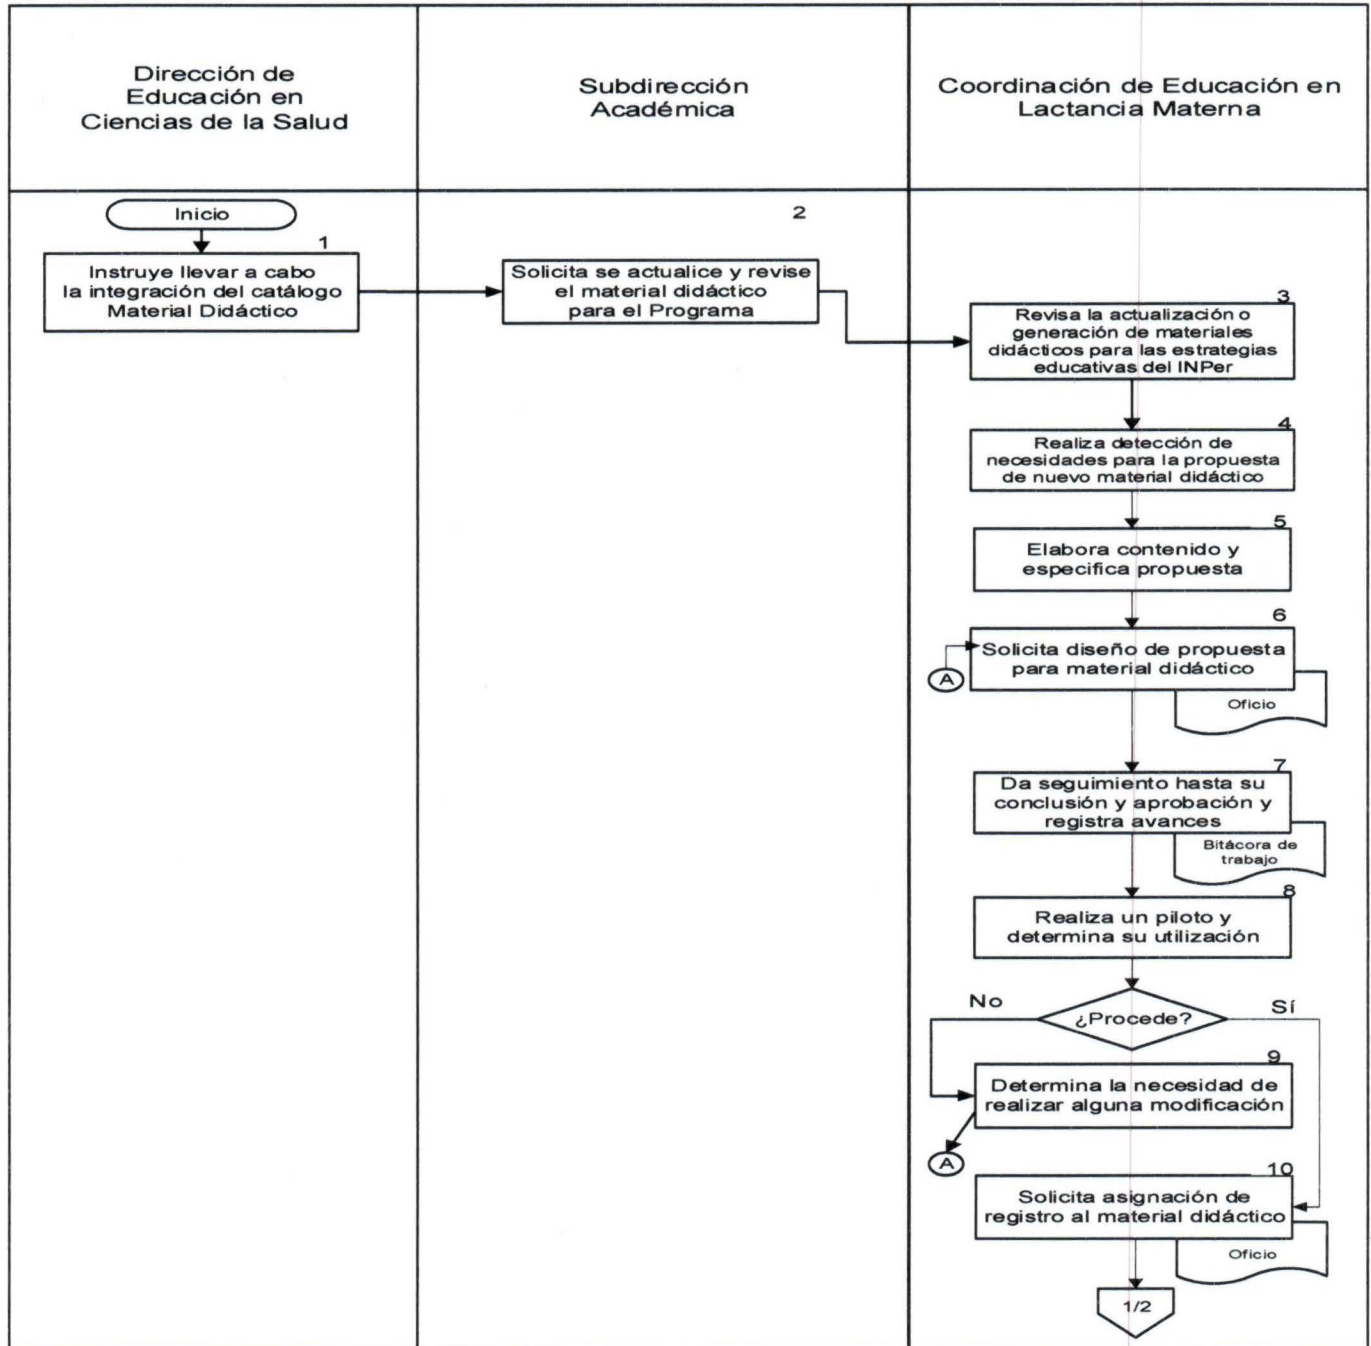 Dirección de
Educación en
Ciencias de la Salud
Subdirección
Académica
Coordinación de Educación en
Lactancia Materna
Inicio
1
Instruye llevar a cabo
la integración del catálogo
Material Didáctico
2
Solicita se actualice y revise
el material didáctico
para el Programa
3
Revisa la actualización o
generación de materiales
didácticos para las estrategias
educativas del INPer
4
Realiza detección de
necesidades para la propuesta
de nuevo material didáctico
5
Elabora contenido y
especifica propuesta
6
Solicita diseño de propuesta
para material didáctico
A
Oficio
7
Da seguimiento hasta su
conclusión y aprobación y
registra avances
Bitácora de
trabajo
8
Realiza un piloto y
determina su utilización
No
¿Procede?
Sí
9
Determina la necesidad de
realizar alguna modificación
A
10
Solicita asignación de
registro al material didáctico
Oficio
1/2